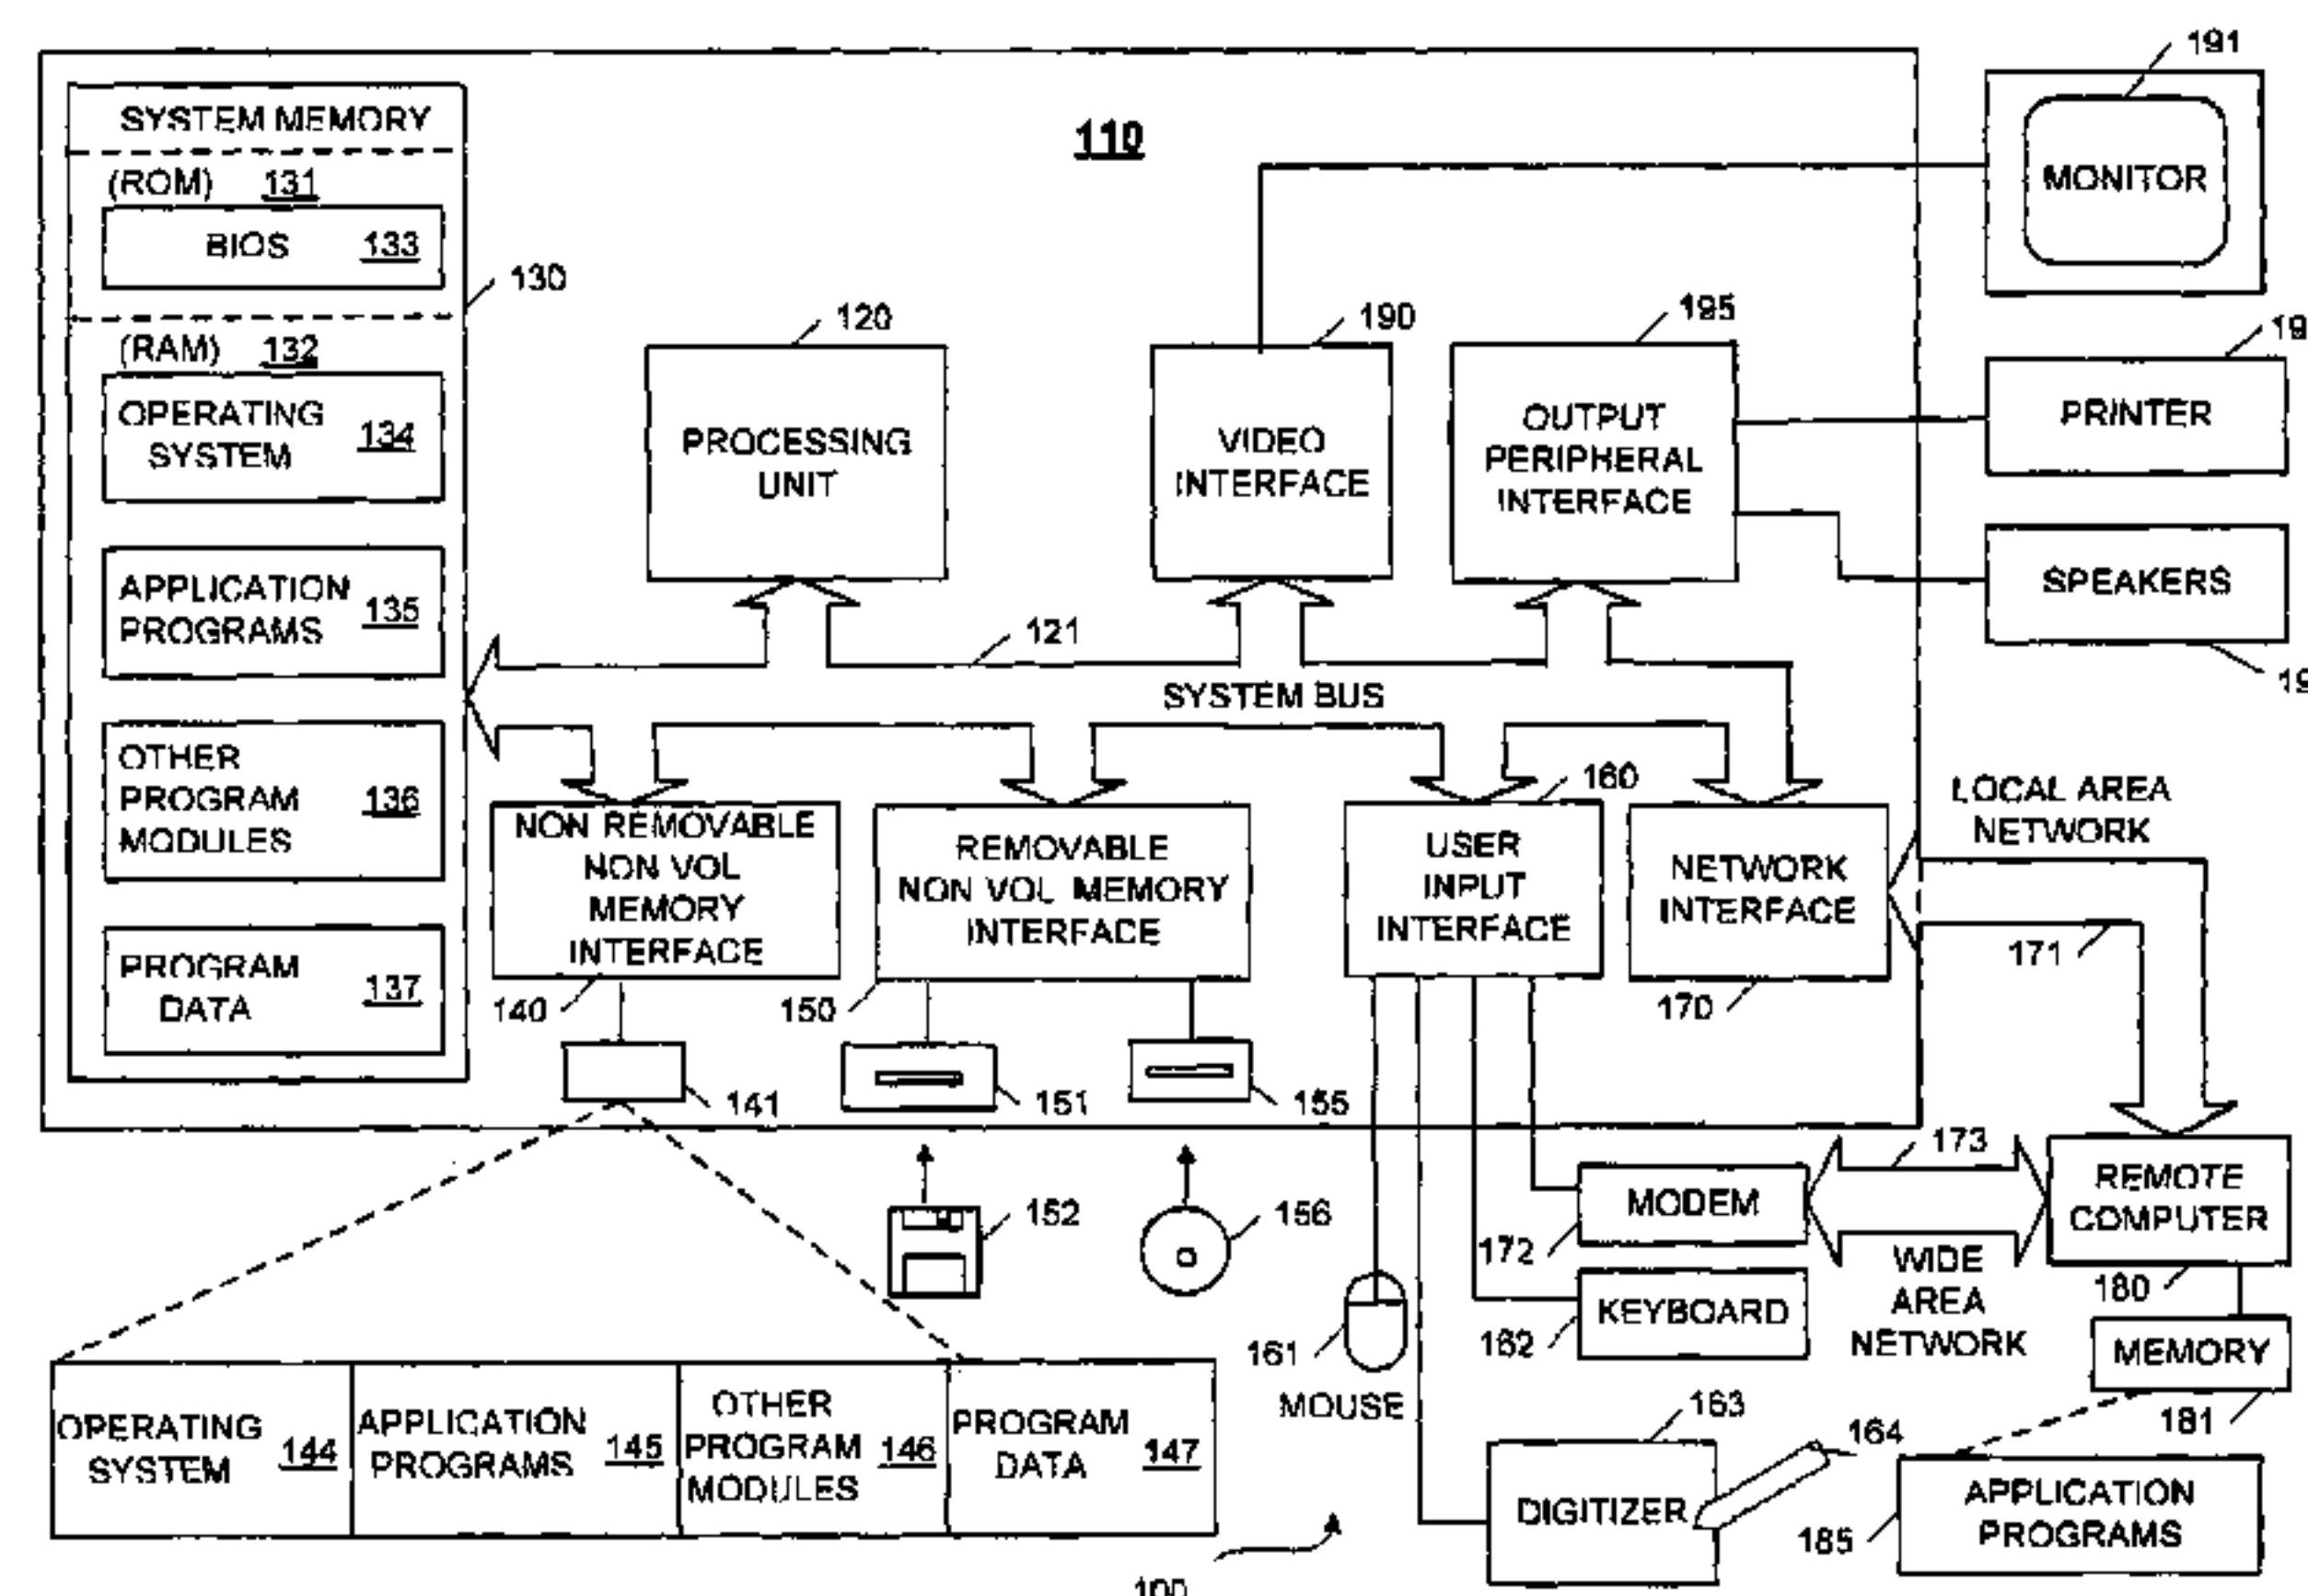 191
SYSTEM MEMORY
110
MONITOR
(ROM) 131
BIOS 133
130
120
190
195
(RAM) 132
OPERATING
SYSTEM
134
PROCESSING
UNIT
VIDEO
INTERFACE
OUTPUT
PERIPHERAL
INTERFACE
PRINTER
APPLICATION
PROGRAMS
135
SPEAKERS
121
SYSTEM BUS
OTHER
PROGRAM
MODULES
136
160
LOCAL AREA
NETWORK
NON REMOVABLE
NON VOL
MEMORY
INTERFACE
REMOVABLE
NON VOL MEMORY
INTERFACE
USER
INPUT
INTERFACE
NETWORK
INTERFACE
171
PROGRAM
DATA
137
140
150
170
141
151
155
173
MODEM
REMOTE
COMPUTER
152
156
172
WIDE
AREA
NETWORK
180
KEYBOARD
161
162
MEMORY
MOUSE
181
OPERATING
SYSTEM
144
APPLICATION
PROGRAMS
145
OTHER
PROGRAM
MODULES
146
PROGRAM
DATA
147
163
164
DIGITIZER
APPLICATION
PROGRAMS
185
100